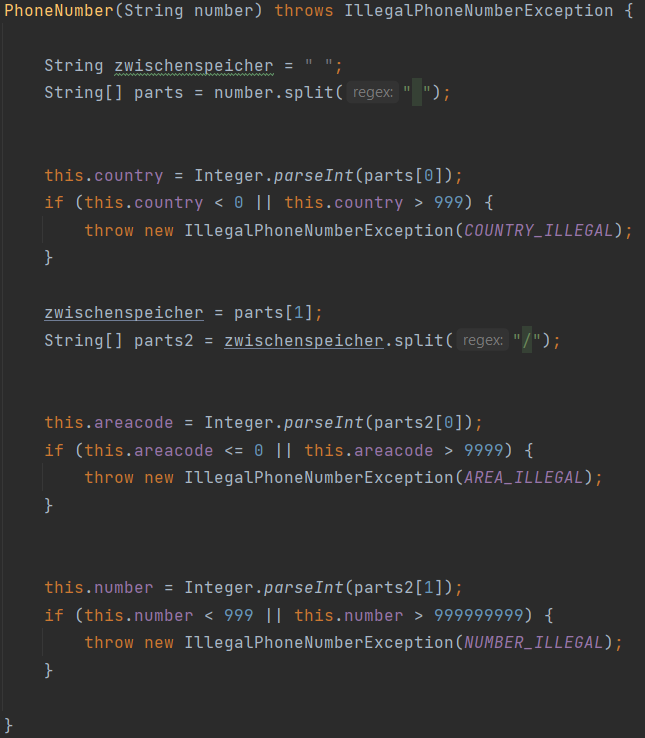 PhoneNumber(String number) throws IllegalPhoneNumberException {
String zwischenspeicher = " ";
String[] parts = number.split( regex: " ");
this.country = Integer.parseInt(parts[0]);
if (this.country < 0 || this.country > 999) {
throw new IllegalPhoneNumberException(COUNTRY_ILLEGAL);
}
zwischenspeicher = parts[1];
String[] parts2 = zwischenspeicher.split( regex: "/");
this.areacode = Integer.parseInt(parts2[0]);
if (this.areacode <= 0 || this.areacode > 9999) {
throw new IllegalPhoneNumberException(AREA_ILLEGAL);
}
this.number = Integer.parseInt(parts2[1]);
if (this.number < 999 || this.number > 999999999) {
throw new IllegalPhoneNumberException(NUMBER_ILLEGAL);
}
}